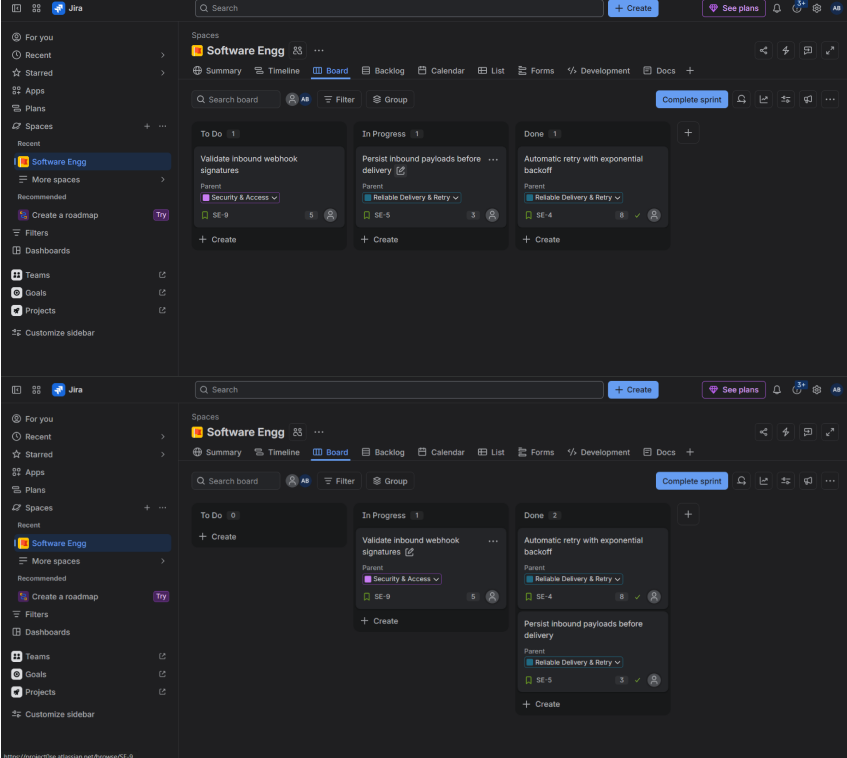 Jira
Search
+ Create
See plans
3+
AB
For you
Recent
Starred
Apps
Plans
Spaces
Recent
Software Engg
More spaces
Recommended
Create a roadmap
Try
Filters
Dashboards
Teams
Goals
Projects
Customize sidebar
Spaces
Software Engg
Summary
Timeline
Board
Backlog
Calendar
List
Forms
Development
Docs
Search board
AB
Filter
Group
Complete sprint
To Do 1
Validate inbound webhook
signatures
Parent
Security & Access
SE-9
5
+ Create
In Progress 1
Persist inbound payloads before
delivery
Parent
Reliable Delivery & Retry
SE-5
3
+ Create
Done 1
Automatic retry with exponential
backoff
Parent
Reliable Delivery & Retry
SE-4
8
+ Create
Jira
Search
+ Create
See plans
3+
AB
For you
Recent
Starred
Apps
Plans
Spaces
Recent
Software Engg
More spaces
Recommended
Create a roadmap
Try
Filters
Dashboards
Teams
Goals
Projects
Customize sidebar
https://project0se.atlassian.net/browse/SE-9
Spaces
Software Engg
Summary
Timeline
Board
Backlog
Calendar
List
Forms
Development
Docs
Search board
AB
Filter
Group
Complete sprint
To Do 0
+ Create
In Progress 1
Validate inbound webhook
signatures
Parent
Security & Access
SE-9
5
+ Create
Done 2
Automatic retry with exponential
backoff
Parent
Reliable Delivery & Retry
SE-4
8
Persist inbound payloads before
delivery
Parent
Reliable Delivery & Retry
SE-5
3
+ Create